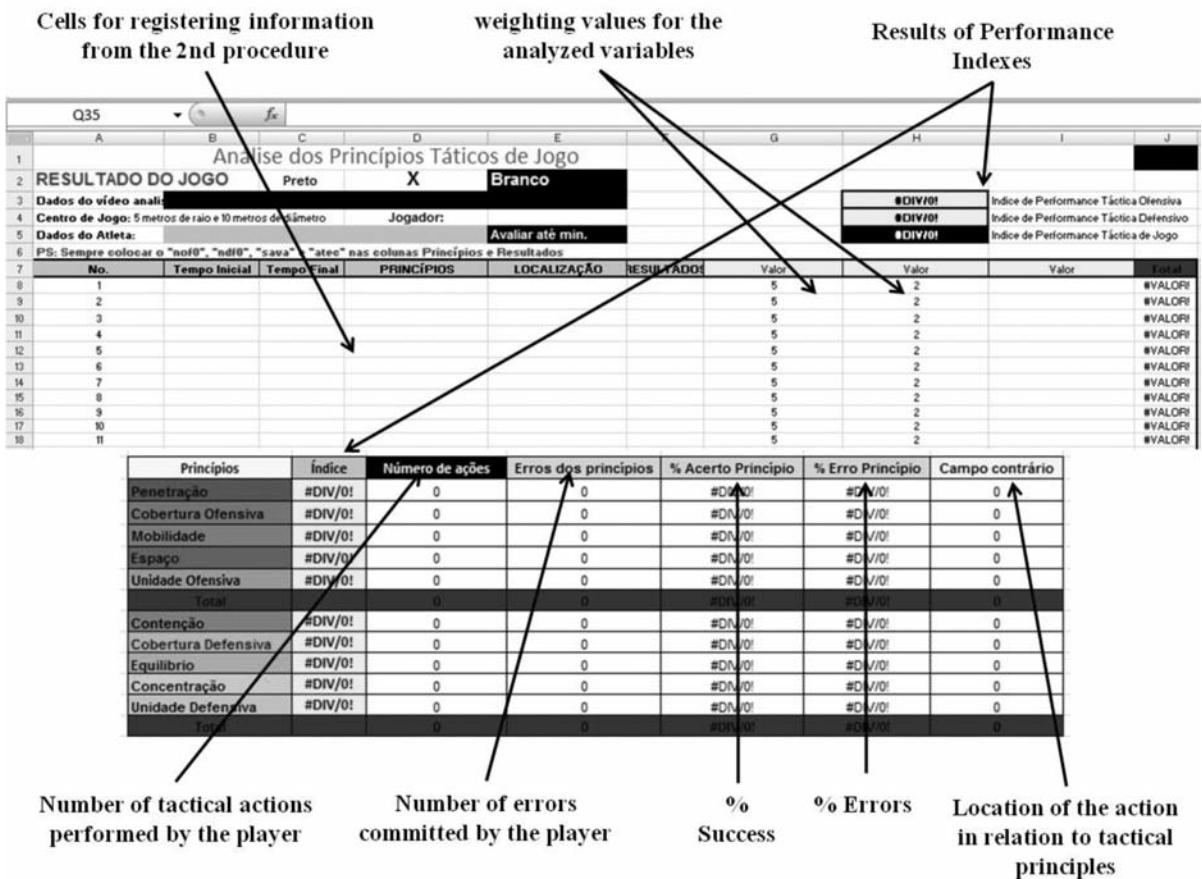 Cells for registering information
from the 2nd procedure
weighting values for the
analyzed variables
Results of Performance
Indexes
Q35 fx
A B C D E F G H I J
1 Análise dos Princípios Táticos de Jogo
2 RESULTADO DO JOGO Preto X Branco
3 Dados do vídeo analis #DIV/0! Indice de Performance Táctica Ofensiva
4 Centro de Jogo: 5 metros de raio e 10 metros de diâmetro Jogador: #DIV/0! Indice de Performance Táctica Defensivo
5 Dados do Atleta: Avaliar até min. #DIV/0! Indice de Performance Táctica de Jogo
6 PS: Sempre colocar o "nof0", "ndf0", "sava" e "atec" nas colunas Princípios e Resultados
7 No. Tempo Inicial Tempo Final PRINCÍPIOS LOCALIZAÇÃO RESULTADOS Valor Valor Valor Total
8 1 5 2 #VALOR!
9 2 5 2 #VALOR!
10 3 5 2 #VALOR!
11 4 5 2 #VALOR!
12 5 5 2 #VALOR!
13 6 5 2 #VALOR!
14 7 5 2 #VALOR!
15 8 5 2 #VALOR!
16 9 5 2 #VALOR!
17 10 5 2 #VALOR!
18 11 5 2 #VALOR!
Princípios Índice Número de ações Erros dos princípios % Acerto Princípio % Erro Princípio Campo contrário
Penetração #DIV/0! 0 0 #DIV/0! #DIV/0! 0
Cobertura Ofensiva #DIV/0! 0 0 #DIV/0! #DIV/0! 0
Mobilidade #DIV/0! 0 0 #DIV/0! #DIV/0! 0
Espaço #DIV/0! 0 0 #DIV/0! #DIV/0! 0
Unidade Ofensiva #DIV/0! 0 0 #DIV/0! #DIV/0! 0
Total 0 0 #DIV/0! #DIV/0! 0
Contenção #DIV/0! 0 0 #DIV/0! #DIV/0! 0
Cobertura Defensiva #DIV/0! 0 0 #DIV/0! #DIV/0! 0
Equilíbrio #DIV/0! 0 0 #DIV/0! #DIV/0! 0
Concentração #DIV/0! 0 0 #DIV/0! #DIV/0! 0
Unidade Defensiva #DIV/0! 0 0 #DIV/0! #DIV/0! 0
Total 0 0 #DIV/0! #DIV/0! 0
Number of tactical actions
performed by the player
Number of errors
committed by the player
%
Success
% Errors
Location of the action
in relation to tactical
principles